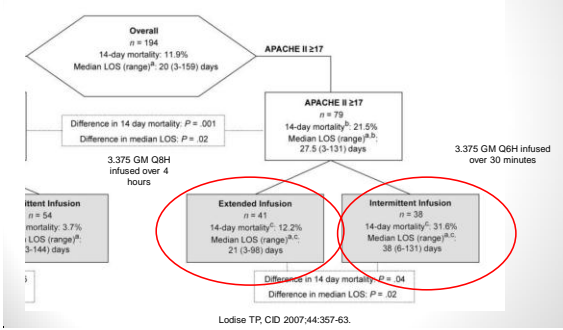 Overall
n = 194
14-day mortality: 11.9%
Median LOS (range)a: 20 (3-159) days
APACHE II ≥17
APACHE II ≥17
n = 79
14-day mortalityb: 21.5%
Median LOS (range)a,b:
27.5 (3-131) days
Difference in 14 day mortality: P = .001
Difference in median LOS: P = .02
3.375 GM Q8H
infused over 4
hours
3.375 GM Q6H infused
over 30 minutes
ittent Infusion
n = 54
mortality: 3.7%
LOS (range)a:
3-144) days
Extended Infusion
n = 41
14-day mortalityc: 12.2%
Median LOS (range)a,c:
21 (3-98) days
Intermittent Infusion
n = 38
14-day mortalityc: 31.6%
Median LOS (range)a,c:
38 (6-131) days
Difference in 14 day mortality: P = .04
Difference in median LOS: P = .02
Lodise TP, CID 2007;44:357-63.